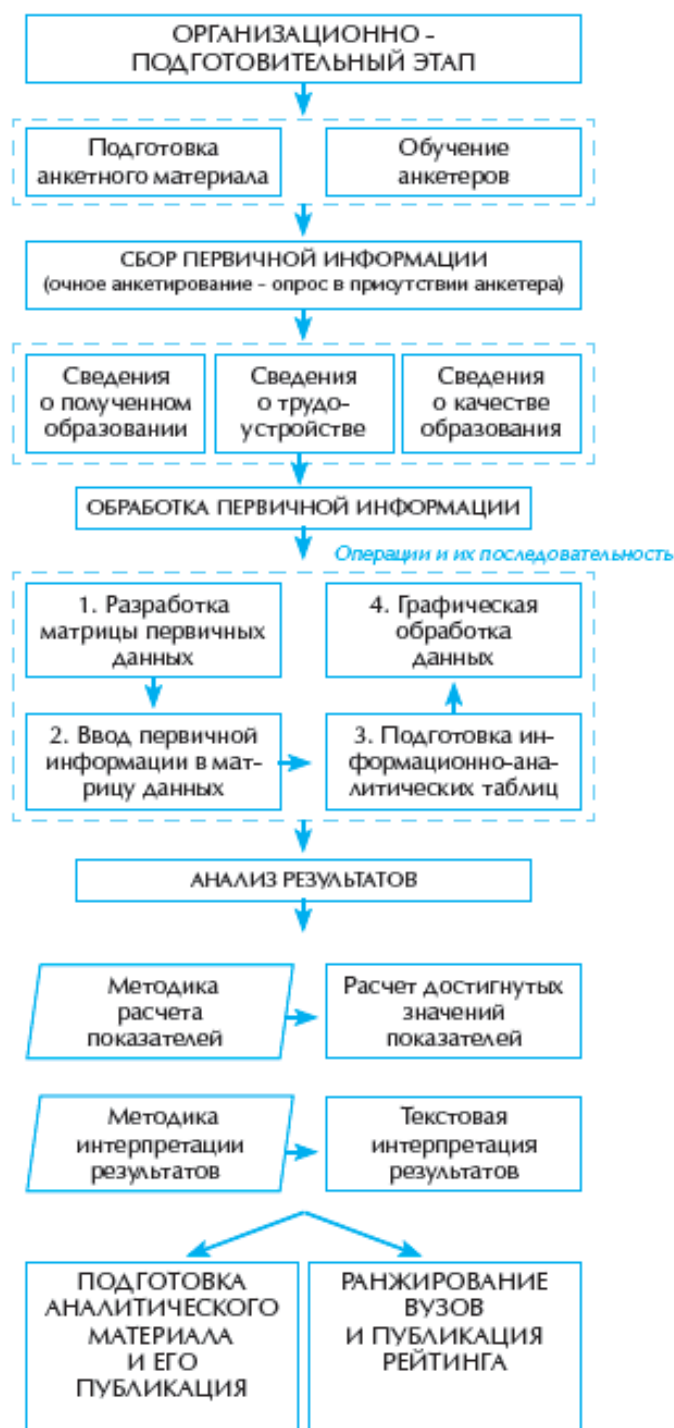 ОРГАНИЗАЦИОННО -
ПОДГОТОВИТЕЛЬНЫЙ ЭТАП
Подготовка
анкетного материала
Обучение
анкетеров
СБОР ПЕРВИЧНОЙ ИНФОРМАЦИИ
(очное анкетирование - опрос в присутствии анкетера)
Сведения
о полученном
образовании
Сведения
о трудо-
устройстве
Сведения
о качестве
образования
ОБРАБОТКА ПЕРВИЧНОЙ ИНФОРМАЦИИ
Операции и их последовательность
1. Разработка
матрицы первичных
данных
4. Графическая
обработка
данных
2. Ввод первичной
информации в мат-
рицу данных
3. Подготовка ин-
формационно-ана-
литических таблиц
АНАЛИЗ РЕЗУЛЬТАТОВ
Методика
расчета
показателей
Расчет достигнутых
значений
показателей
Методика
интерпретации
результатов
Текстовая
интерпретация
результатов
ПОДГОТОВКА
АНАЛИТИЧЕСКОГО
МАТЕРИАЛА
И ЕГО
ПУБЛИКАЦИЯ
РАНЖИРОВАНИЕ
ВУЗОВ
И ПУБЛИКАЦИЯ
РЕЙТИНГА